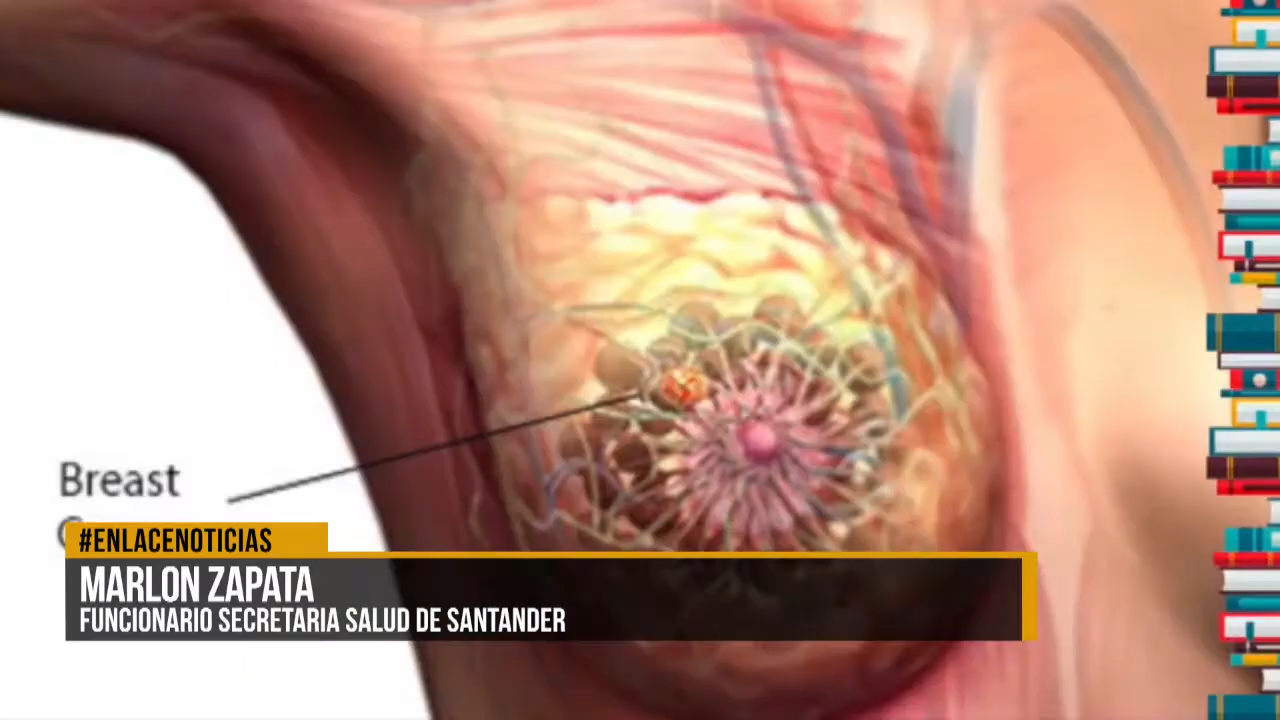 Breast
#ENLACENOTICIAS
MARLON ZAPATA
FUNCIONARIO SECRETARIA SALUD DE SANTANDER